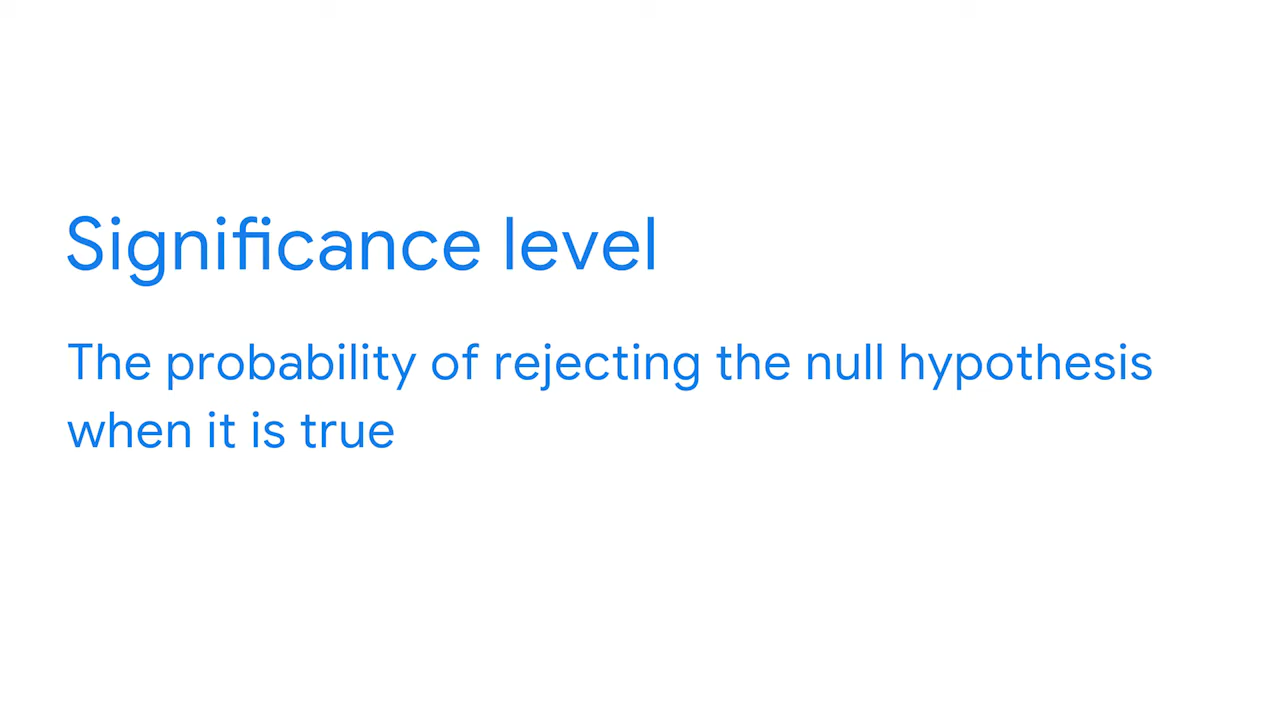 Significance level
The probability of rejecting the null hypothesis
when it is true